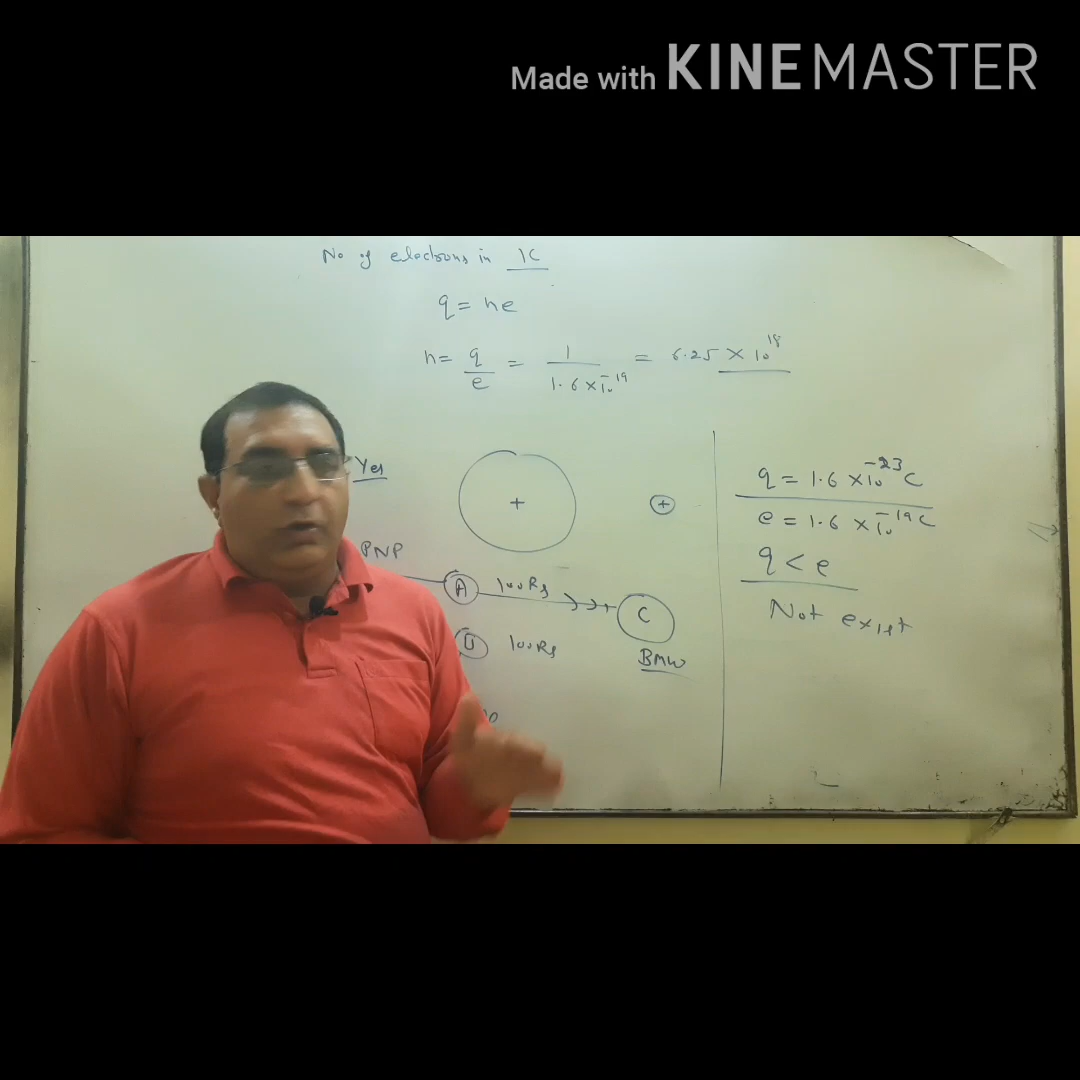 Made with KINEMASTER
No of electrons in 1C
q = ne
n = q/e = 1/1.6 × 10⁻¹⁹ = 6.25 × 10¹⁸
Yes
+
+
PNP
A 100Rs C
100Rs
BMW
q = 1.6 × 10⁻²³ C
e = 1.6 × 10⁻¹⁹ C
q < e
Not exist